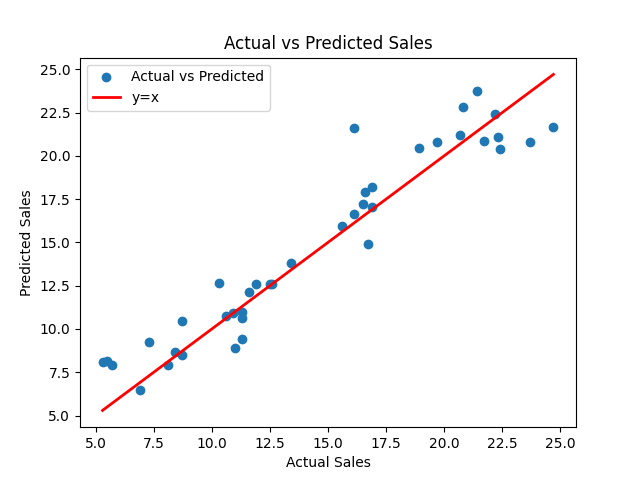 Actual vs Predicted Sales
Actual vs Predicted
y=x
Predicted Sales
25.0
22.5
20.0
17.5
15.0
12.5
10.0
7.5
5.0
5.0 7.5 10.0 12.5 15.0 17.5 20.0 22.5 25.0
Actual Sales